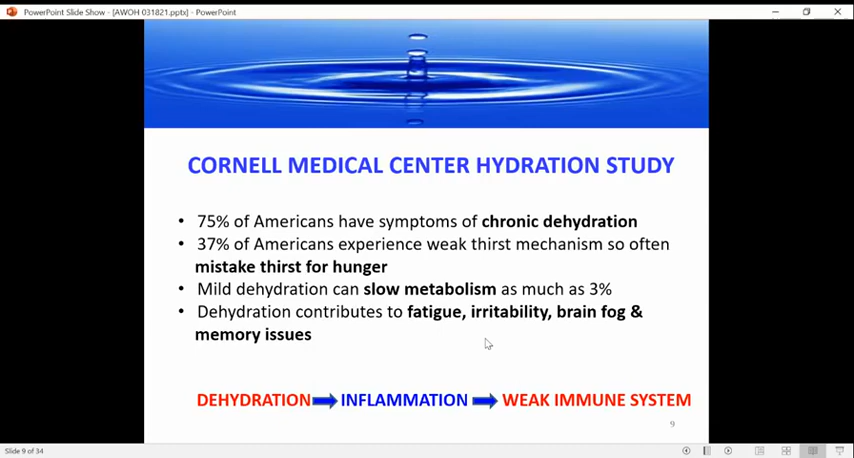 PowerPoint Slide Show - [AWOH 031821.pptx] - PowerPoint
CORNELL MEDICAL CENTER HYDRATION STUDY
• 75% of Americans have symptoms of chronic dehydration
• 37% of Americans experience weak thirst mechanism so often
mistake thirst for hunger
• Mild dehydration can slow metabolism as much as 3%
• Dehydration contributes to fatigue, irritability, brain fog &
memory issues
DEHYDRATION INFLAMMATION WEAK IMMUNE SYSTEM
9
Slide 9 of 34